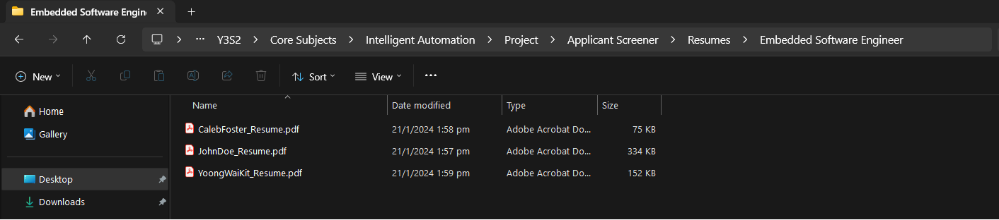 Embedded Software Engin
··· Y3S2 > Core Subjects > Intelligent Automation > Project > Applicant Screener > Resumes > Embedded Software Engineer
New Sort View ···
Home
Gallery
Desktop
Downloads
Name Date modified Type Size
CalebFoster_Resume.pdf 21/1/2024 1:58 pm Adobe Acrobat Do... 75 KB
JohnDoe_Resume.pdf 21/1/2024 1:57 pm Adobe Acrobat Do... 334 KB
YoongWaiKit_Resume.pdf 21/1/2024 1:59 pm Adobe Acrobat Do... 152 KB